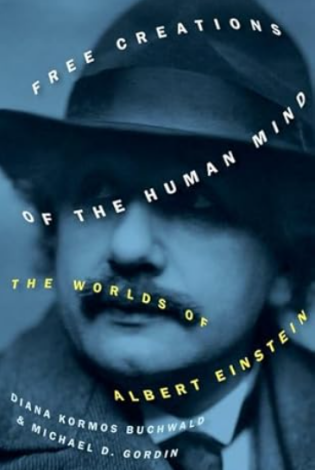 FREE CREATIONS
OF THE HUMAN MIND
THE WORLDS OF
ALBERT EINSTEIN
DIANA KORMOS BUCHWALD
& MICHAEL D. GORDIN